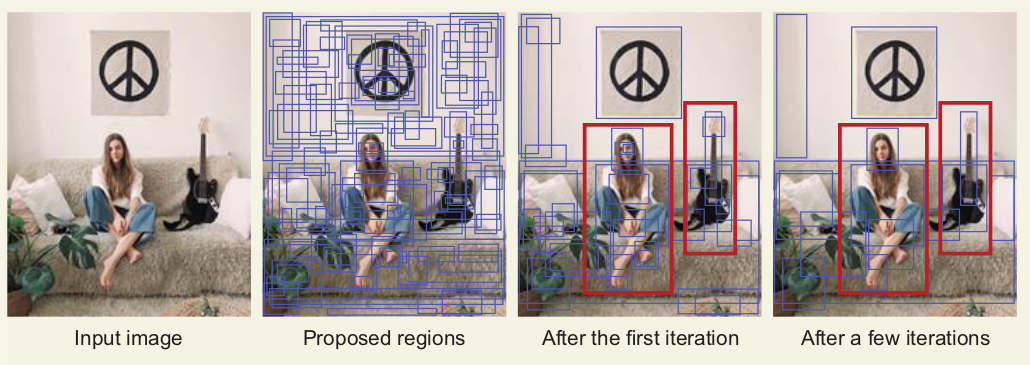 Input image
Proposed regions
After the first iteration
After a few iterations